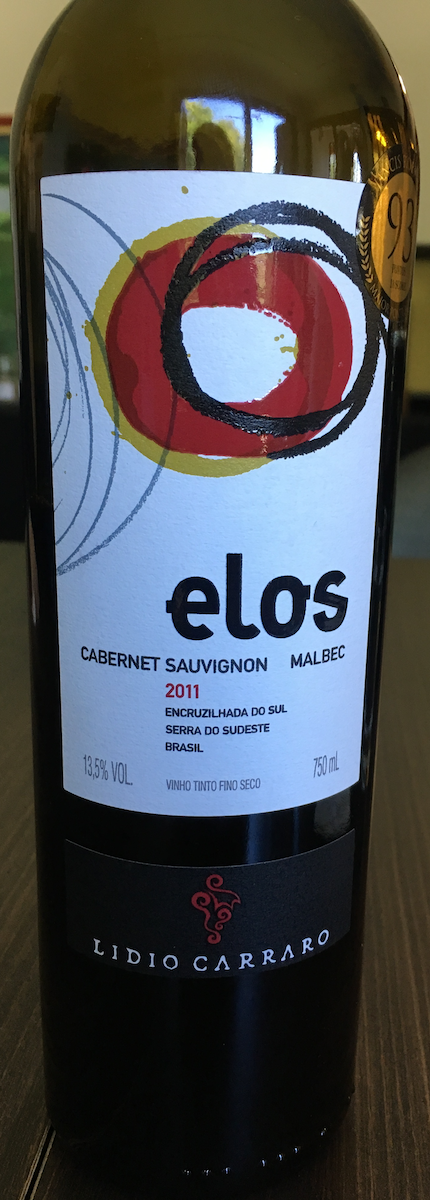 93
elos
CABERNET SAUVIGNON MALBEC
2011
ENCRUZILHADA DO SUL
SERRA DO SUDESTE
BRASIL
13,5% VOL.
VINHO TINTO FINO SECO
750 mL
LIDIO CARRARO